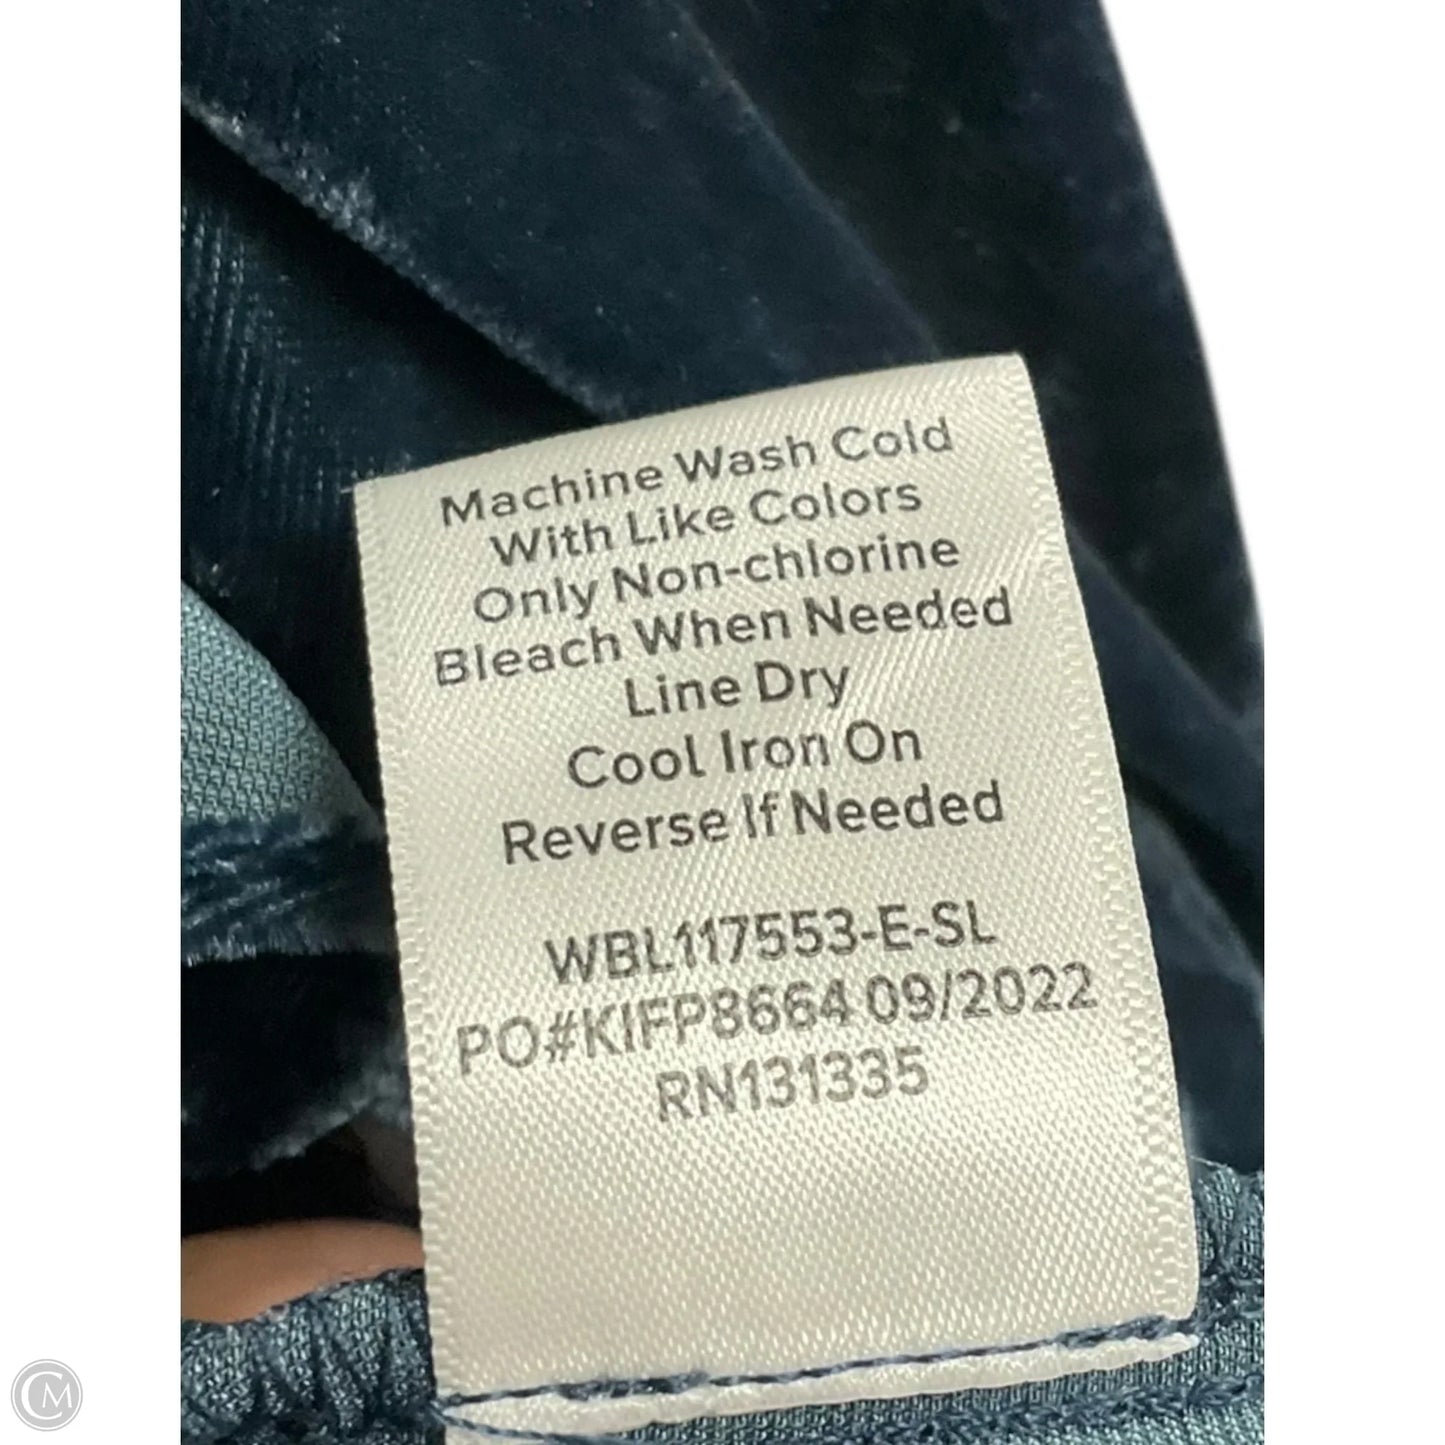 Machine Wash Cold
With Like Colors
Only Non-chlorine
Bleach When Needed
Line Dry
Cool Iron On
Reverse If Needed
WBL117553-E-SL
PO#KIFP8664 09/2022
RN131335
CM